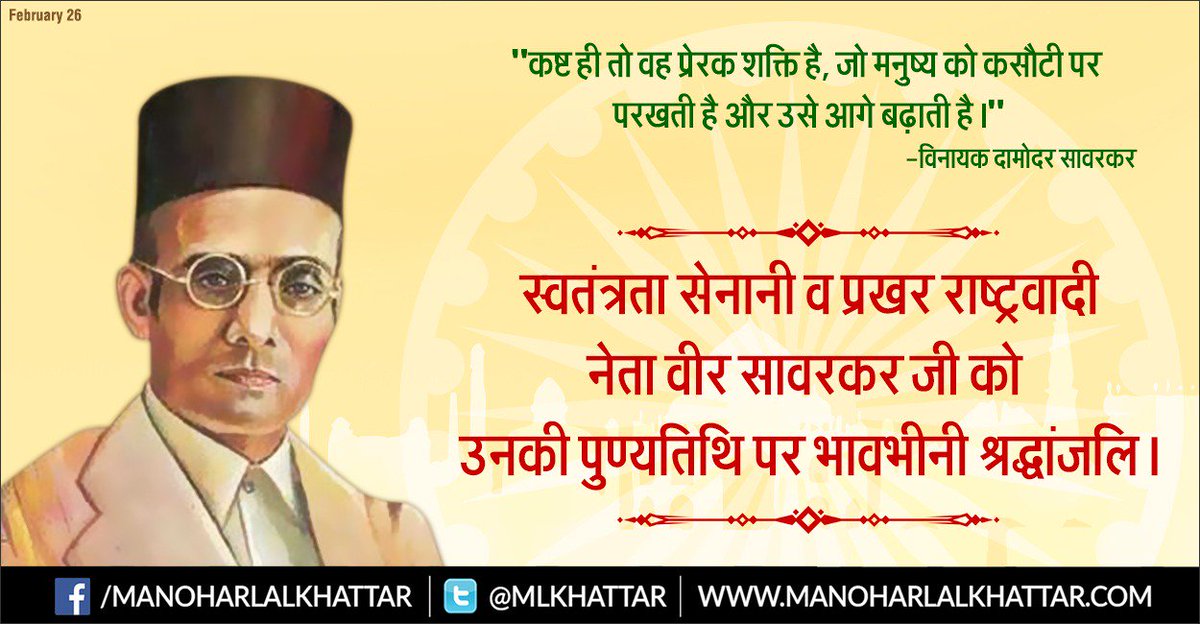 February 26
"कष्ट ही तो वह प्रेरक शक्ति है, जो मनुष्य को कसौटी पर
परखती है और उसे आगे बढ़ाती है।"
-विनायक दामोदर सावरकर
स्वतंत्रता सेनानी व प्रखर राष्ट्रवादी
नेता वीर सावरकर जी को
उनकी पुण्यतिथि पर भावभीनी श्रद्धांजलि।
/MANOHARLALKHATTAR | @MLKHATTAR | WWW.MANOHARLALKHATTAR.COM